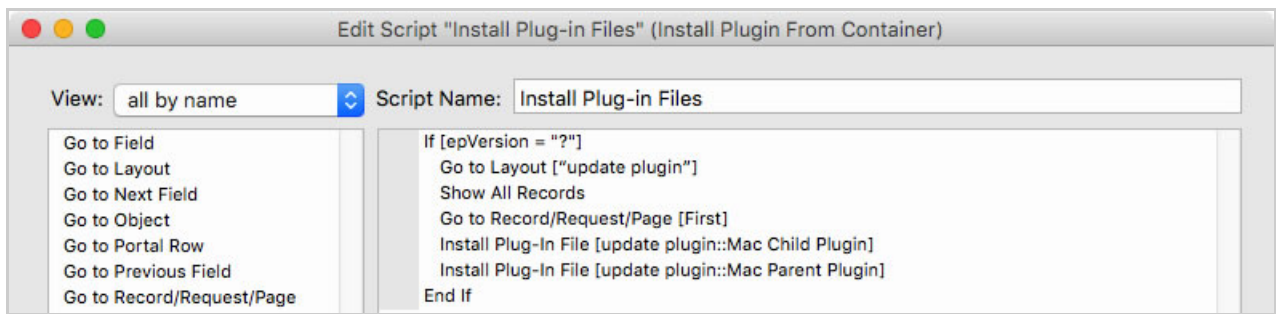 Edit Script "Install Plug-in Files" (Install Plugin From Container)
View: all by name
Script Name: Install Plug-in Files
Go to Field
Go to Layout
Go to Next Field
Go to Object
Go to Portal Row
Go to Previous Field
Go to Record/Request/Page
If [epVersion = "?"]
Go to Layout [“update plugin”]
Show All Records
Go to Record/Request/Page [First]
Install Plug-In File [update plugin::Mac Child Plugin]
Install Plug-In File [update plugin::Mac Parent Plugin]
End If